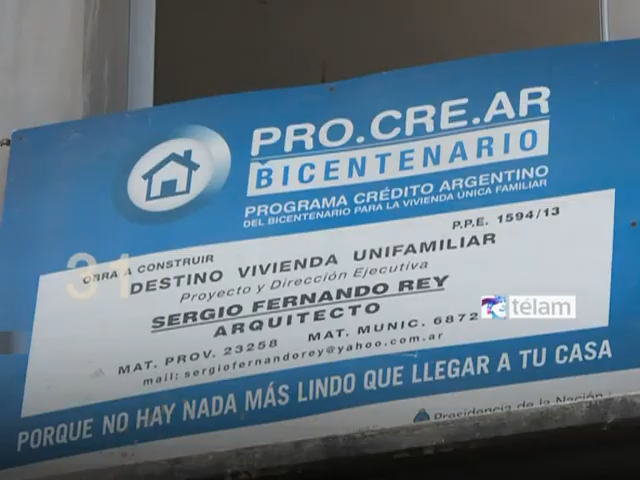 PRO.CRE.AR
BICENTENARIO
PROGRAMA CRÉDITO ARGENTINO
DEL BICENTENARIO PARA LA VIVIENDA ÚNICA FAMILIAR
P.P.E. 1594/13
OBRA A CONSTRUIR
31
DESTINO VIVIENDA UNIFAMILIAR
Proyecto y Dirección Ejecutiva
SERGIO FERNANDO REY
ARQUITECTO
MAT. PROV. 23258 MAT. MUNIC. 6872
télam
mail: sergiofernandorey@yahoo.com.ar
PORQUE NO HAY NADA MÁS LINDO QUE LLEGAR A TU CASA
Presidencia de la Nación